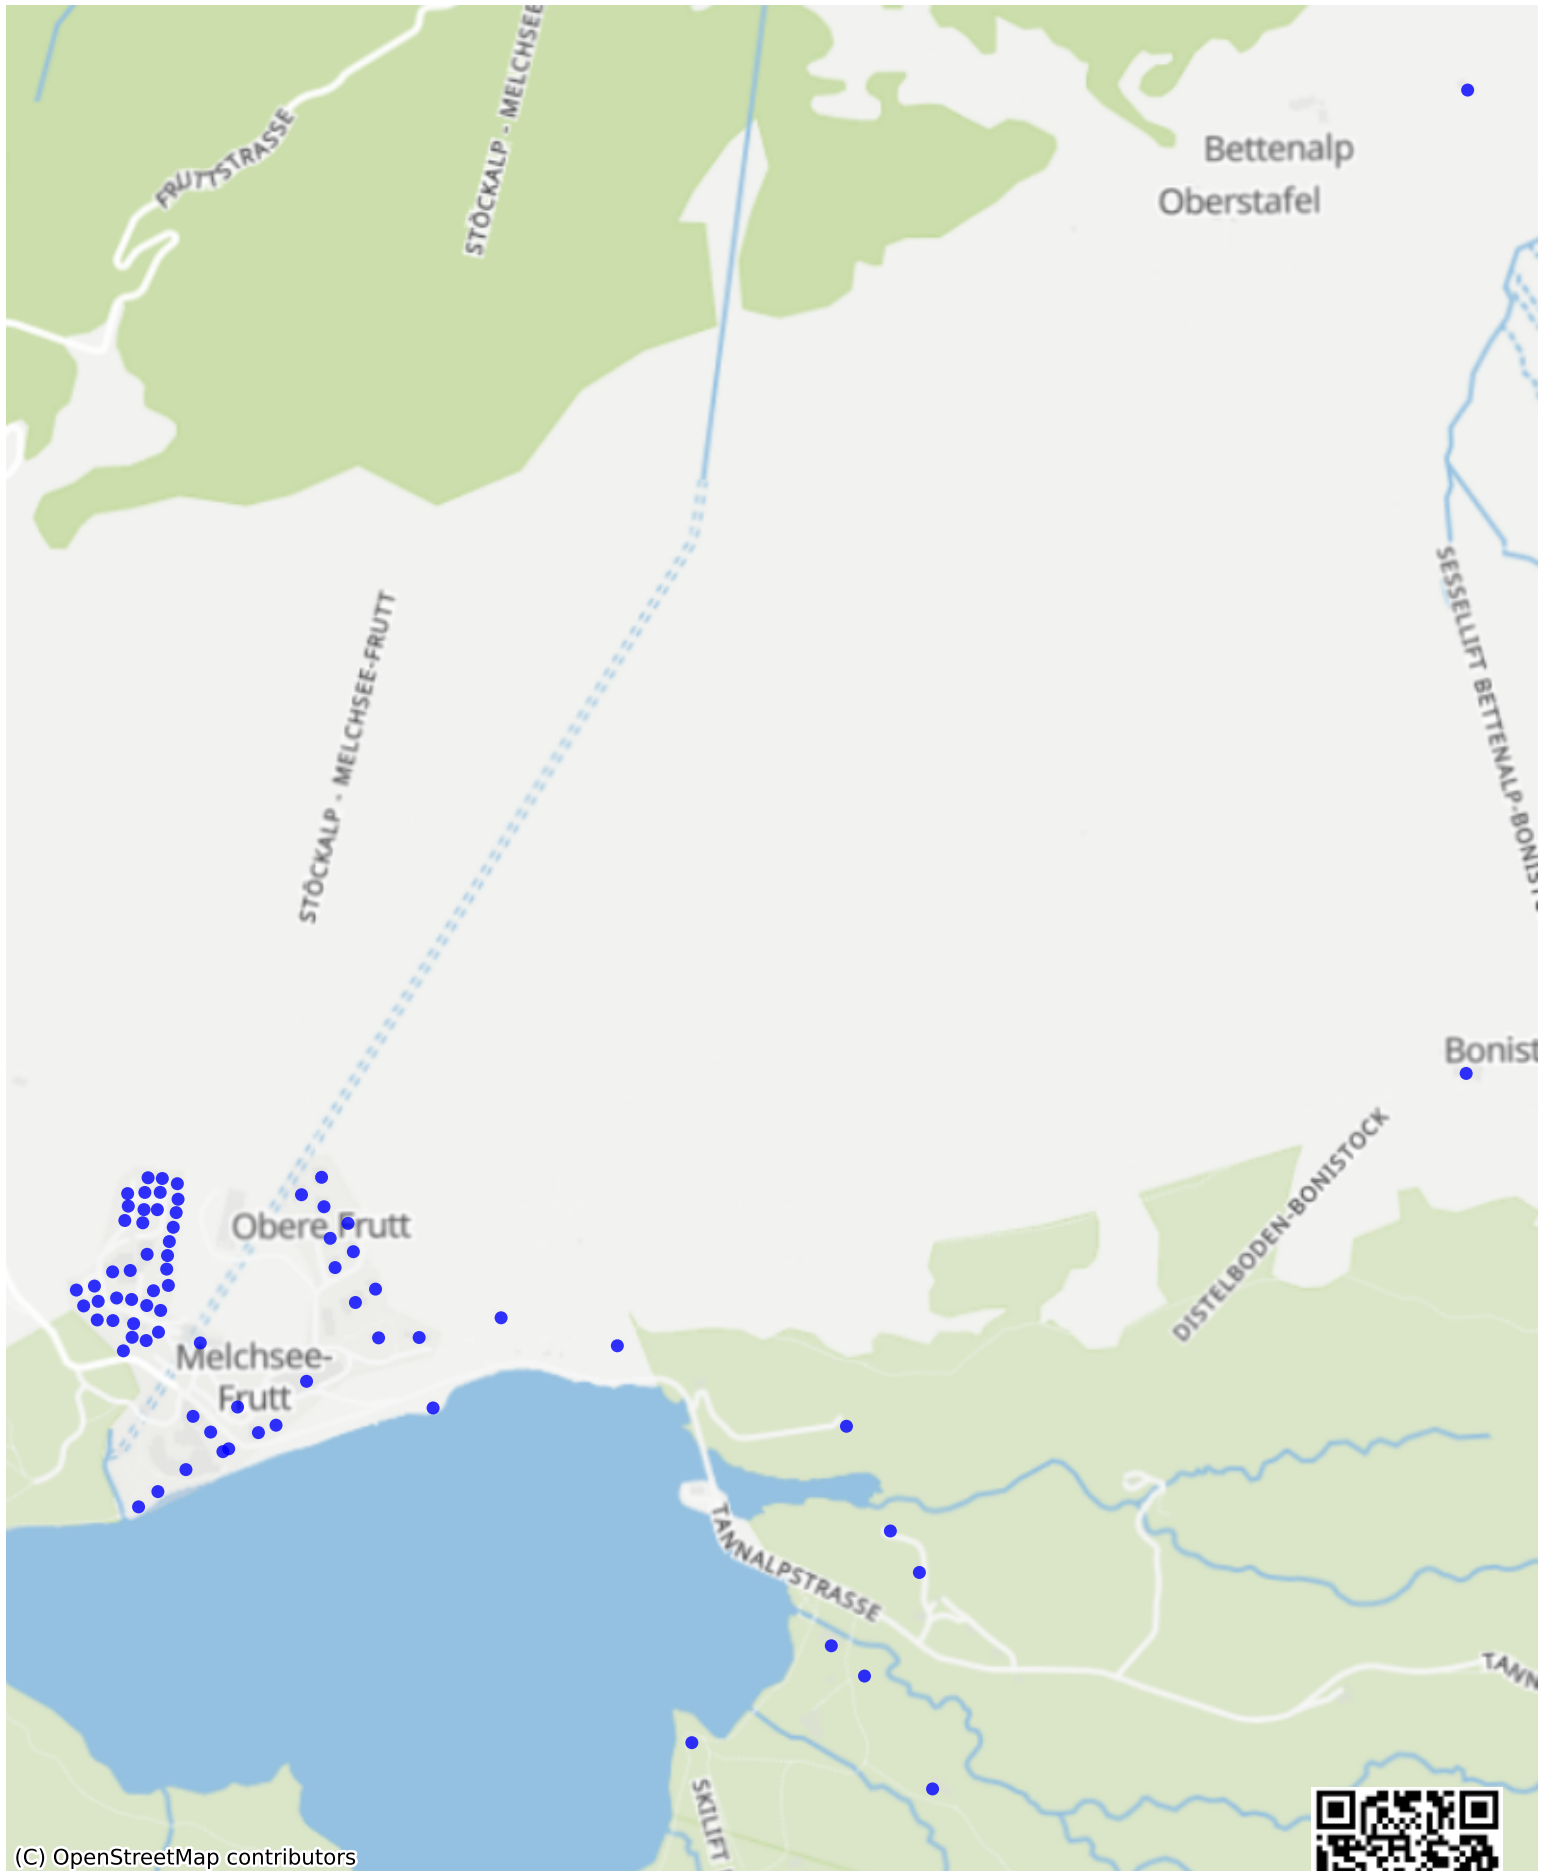 STÖCKALP - MELCHSEE
FRUTTSTRASSE
Bettenalp
Oberstafel
SESSELLIFT BETTENALP-BONIST
STÖCKALP - MELCHSEE-FRUTT
Bonist
DISTELBODEN-BONISTOCK
Obere Frutt
Melchsee-
Frutt
TANNALPSTRASSE
TANN
SKILIFT
(C) OpenStreetMap contributors